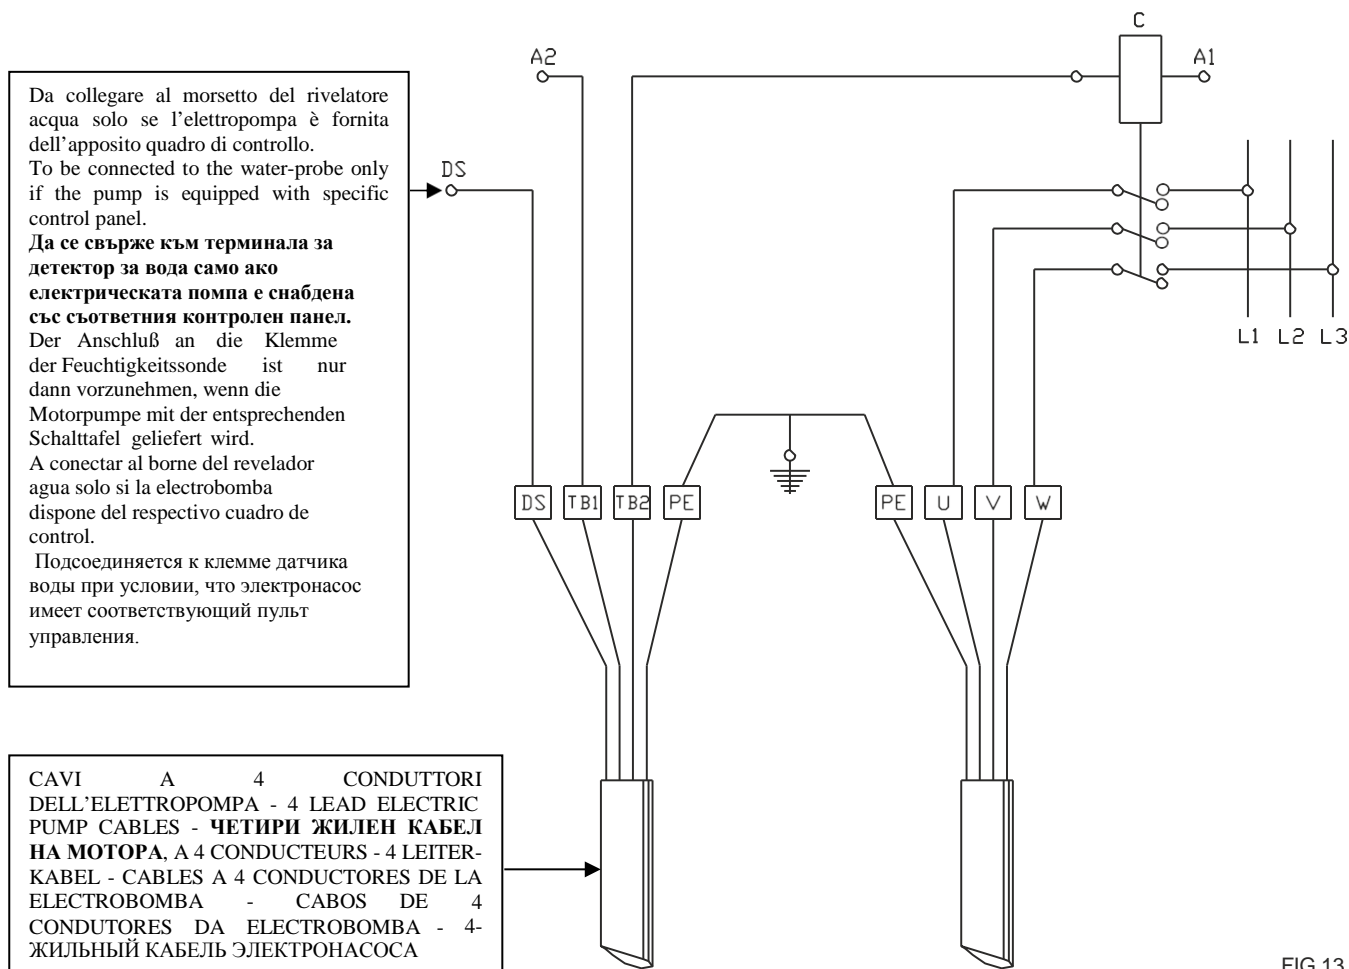 C
A2
A1
Da collegare al morsetto del rivelatore
acqua solo se l'elettropompa è fornita
dell'apposito quadro di controllo.
To be connected to the water-probe only
if the pump is equipped with specific
control panel.
Да се свърже към терминала за
детектор за вода само ако
електрическата помпа е снабдена
със съответния контролен панел.
Der Anschluß an die Klemme
der Feuchtigkeitssonde ist nur
dann vorzunehmen, wenn die
Motorpumpe mit der entsprechenden
Schalttafel geliefert wird.
A conectar al borne del revelador
agua solo si la electrobomba
dispone del respectivo cuadro de
control.
Подсоединяется к клемме датчика
воды при условии, что электронасос
имеет соответствующий пульт
управления.
DS
L1 L2 L3
DS TB1 TB2 PE
PE U V W
CAVI A 4 CONDUTTORI
DELL'ELETTROPOMPA - 4 LEAD ELECTRIC
PUMP CABLES - ЧЕТИРИ ЖИЛЕН КАБЕЛ
НА МОТОРА, A 4 CONDUCTEURS - 4 LEITER-
KABEL - CABLES A 4 CONDUCTORES DE LA
ELECTROBOMBA - CABOS DE 4
CONDUTORES DA ELECTROBOMBA - 4-
ЖИЛЬНЫЙ КАБЕЛЬ ЭЛЕКТРОНАСОСА
FIG 13